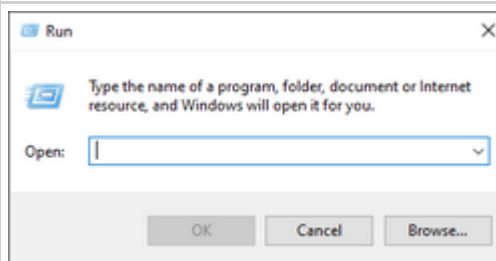 Run
Type the name of a program, folder, document or Internet
resource, and Windows will open it for you.
Open:
OK
Cancel
Browse...